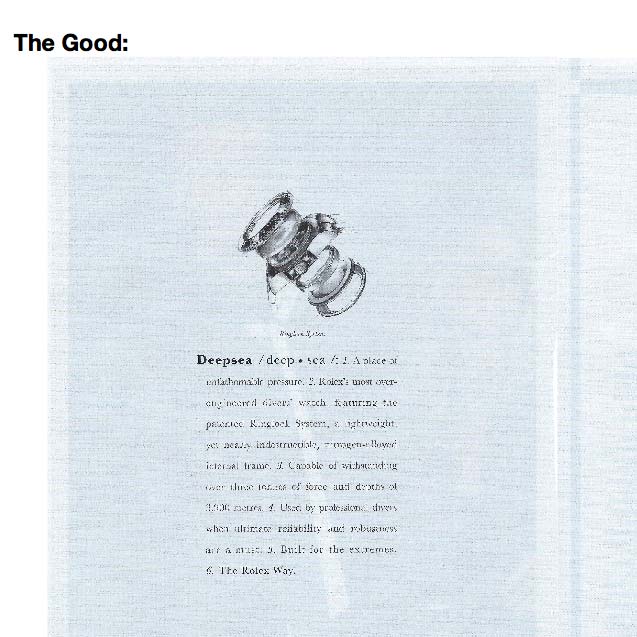 The Good:
Ringlock System
Deepsea /deep • sea /: 1. A place of
unfathomable pressure. 2. Rolex's most over-
engineered divers' watch, featuring the
patented Ringlock System, a lightweight,
yet nearly indestructible, nitrogen-alloyed
internal frame. 3. Capable of withstanding
over three tonnes of force and depths of
3,900 metres. 4. Used by professional divers
when ultimate reliability and robustness
are a must. 5. Built for the extremes.
6. The Rolex Way.